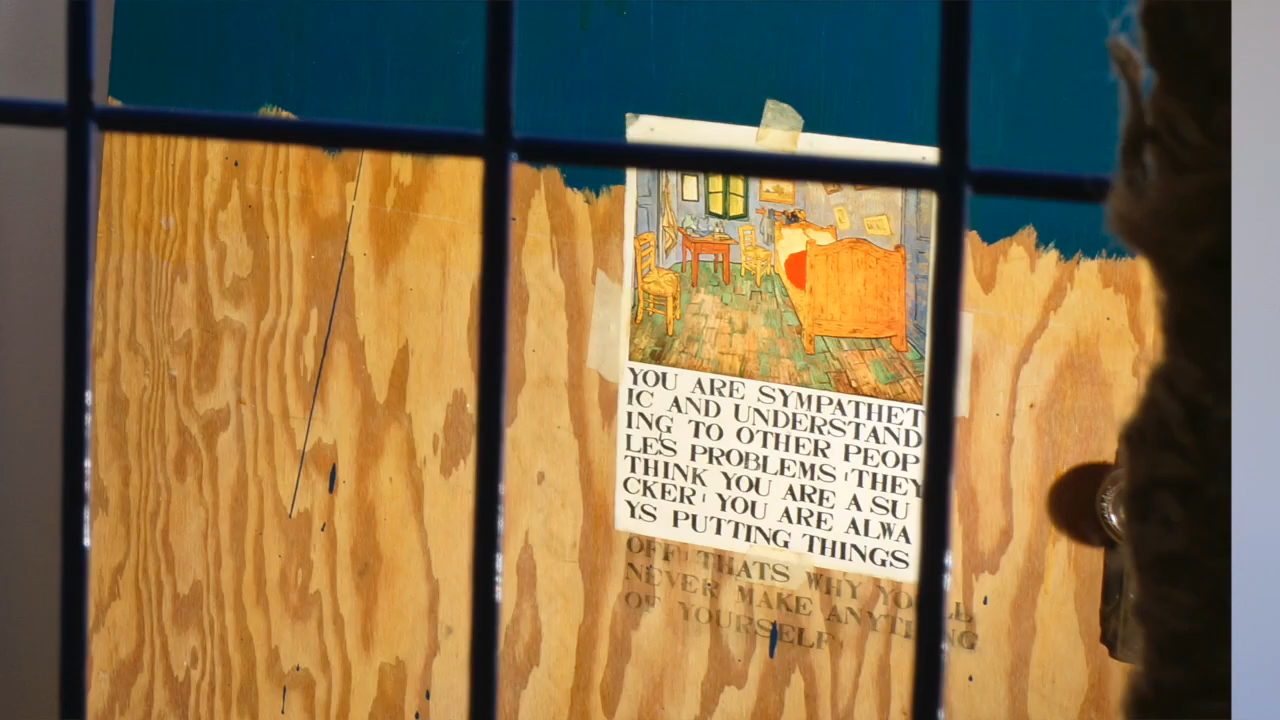 YOU ARE SYMPATHET
IC AND UNDERSTAND
ING TO OTHER PEOP
LES PROBLEMS ' THEY
THINK YOU ARE A SU
CKER ' YOU ARE ALWA
YS PUTTING THINGS
OFF ' THATS WHY YO LL
NEVER MAKE ANYTHING
OF YOURSELF '